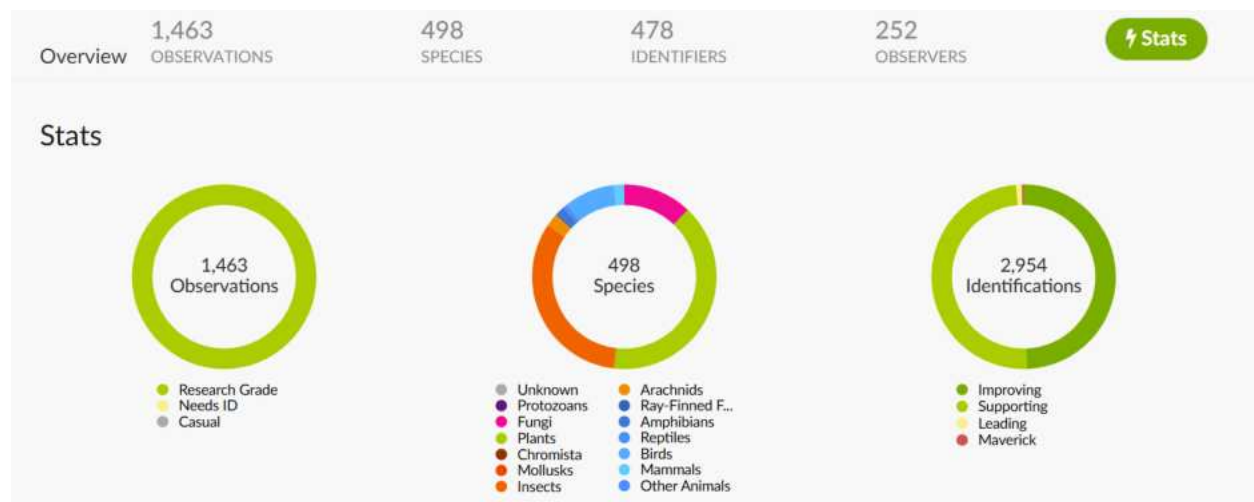 Overview
1,463
OBSERVATIONS
498
SPECIES
478
IDENTIFIERS
252
OBSERVERS
Stats
Stats
1,463
Observations
Research Grade
Needs ID
Casual
498
Species
Unknown
Protozoans
Fungi
Plants
Chromista
Mollusks
Insects
Arachnids
Ray-Finned F...
Amphibians
Reptiles
Birds
Mammals
Other Animals
2,954
Identifications
Improving
Supporting
Leading
Maverick